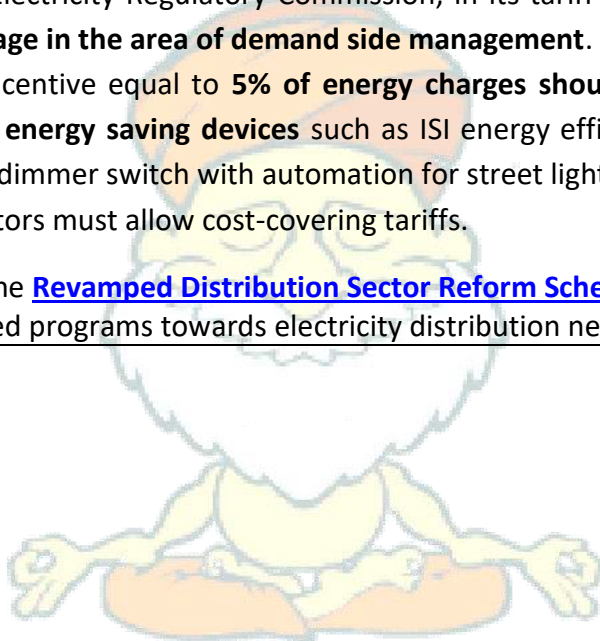 lectricity Regulatory Commission, in its tariff
age in the area of demand side management.
centive equal to 5% of energy charges shou
energy saving devices such as ISI energy effi
dimmer switch with automation for street light
tors must allow cost-covering tariffs.
ne Revamped Distribution Sector Reform Sche
ed programs towards electricity distribution ne